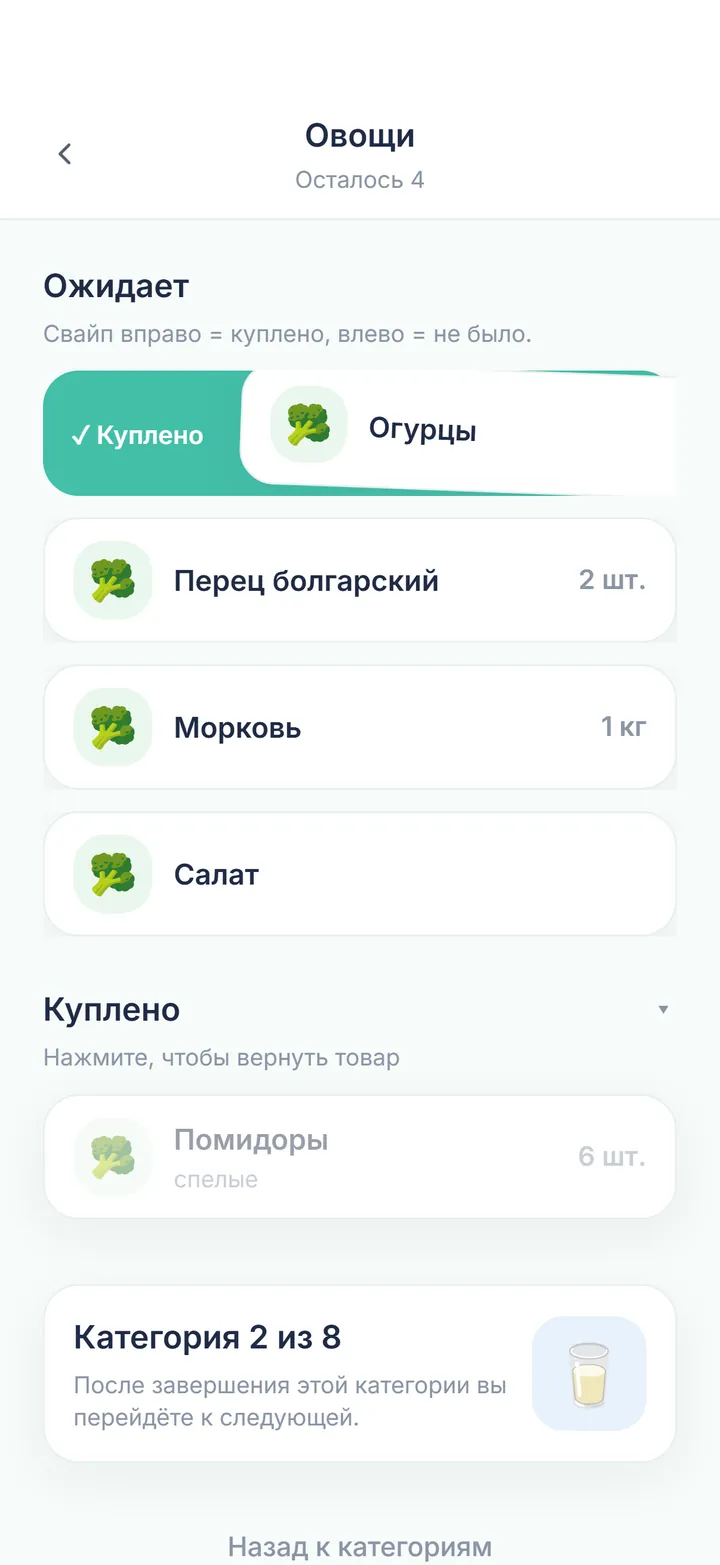 Овощи
Осталось 4
Ожидает
Свайп вправо = куплено, влево = не было.
✓ Куплено
Огурцы
Перец болгарский
2 шт.
Морковь
1 кг
Салат
Куплено
Нажмите, чтобы вернуть товар
Помидоры
6 шт.
спелые
Категория 2 из 8
После завершения этой категории вы
перейдёте к следующей.
Назад к категориям